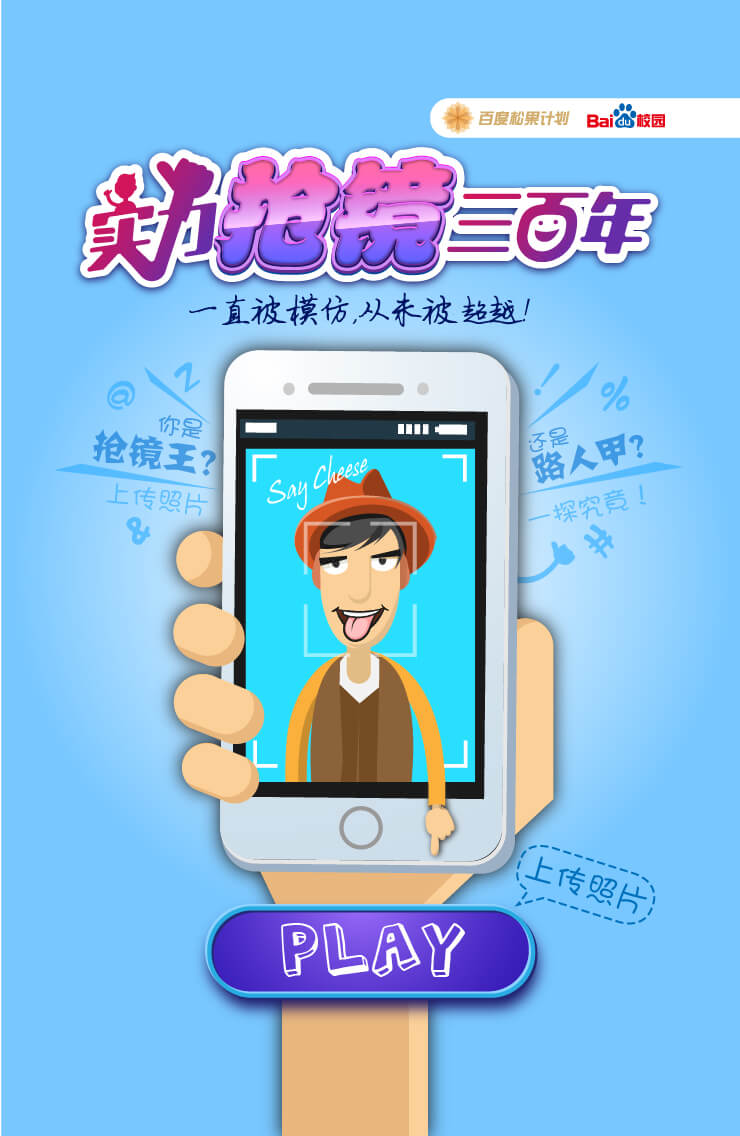 百度松果计划 Baidu校园
实力抢镜三百年
一直被模仿,从未被超越!
@ 2
你是
抢镜王?
上传照片
&
! %
还是
路人甲?
一探究竟!
#
Say Cheese
上传照片
PLAY